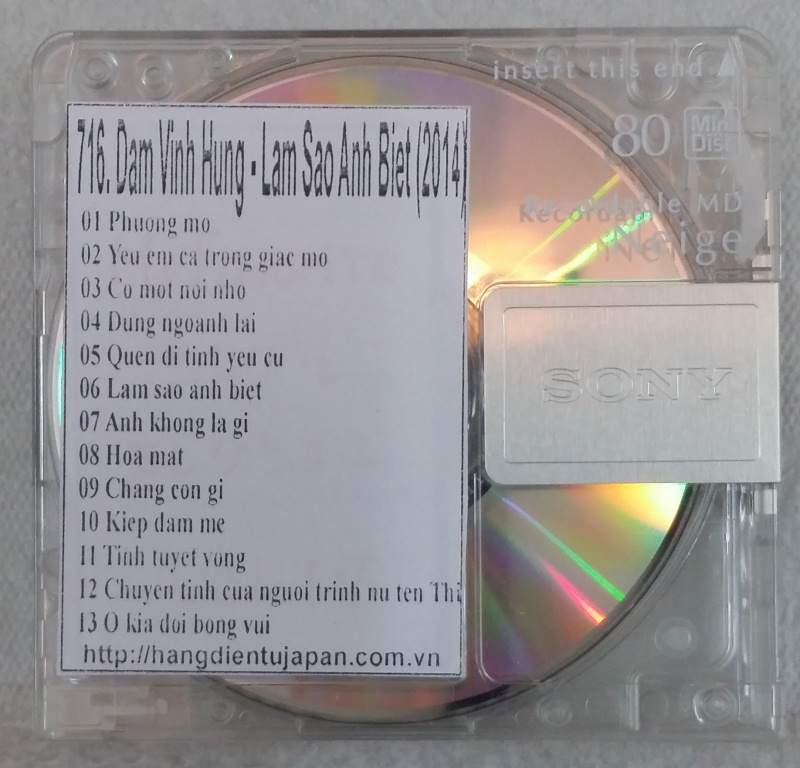 insert this end
80
Mini
Disc
Recordable MD
Neige
SONY
716. Dam Vinh Hung - Lam Sao Anh Biet (2014)
01 Phuong mo
02 Yeu em ca trong giac mo
03 Co mot noi nho
04 Dung ngoanh lai
05 Quen di tinh yeu cu
06 Lam sao anh biet
07 Anh khong la gi
08 Hoa mat
09 Chang con gi
10 Kiep dam me
11 Tinh tuyet vong
12 Chuyen tinh cua nguoi trinh nu ten Thi
13 O kia doi bong vui
http://hangdientujapan.com.vn